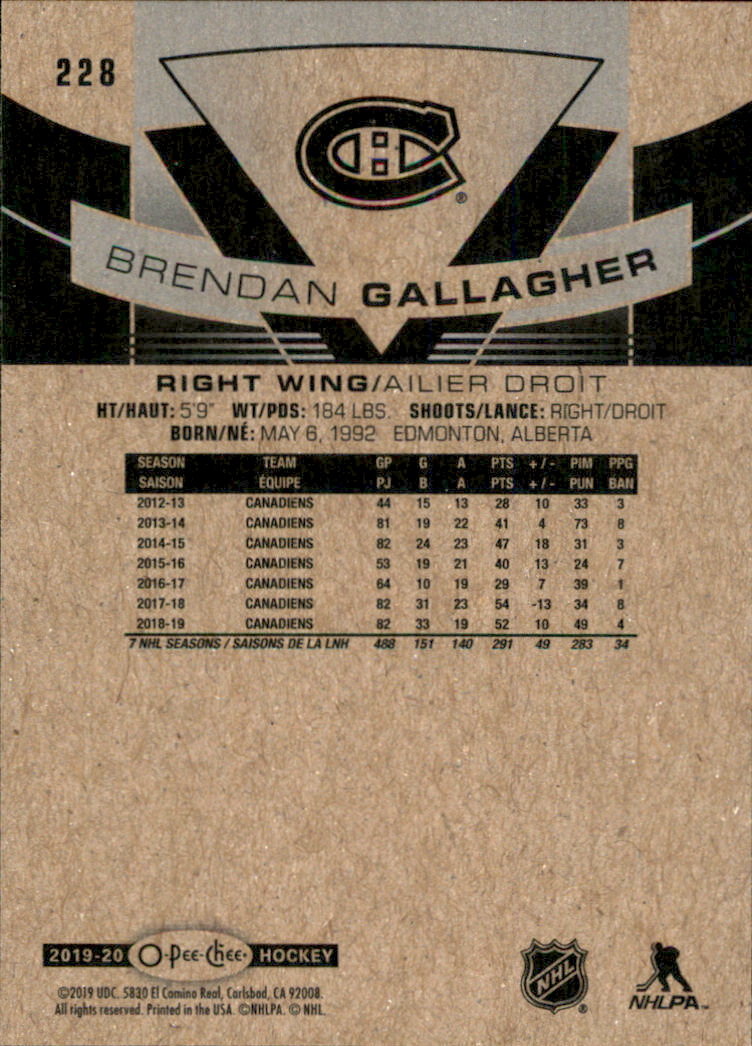 228
BRENDAN GALLAGHER
RIGHT WING/AILIER DROIT
HT/HAUT: 5'9" WT/PDS: 184 LBS. SHOOTS/LANCE: RIGHT/DROIT
BORN/NÉ: MAY 6, 1992 EDMONTON, ALBERTA
SEASON TEAM GP G A PTS +/- PIM PPG
SAISON ÉQUIPE PJ B A PTS +/- PUN BAN
2012-13 CANADIENS 44 15 13 28 10 33 3
2013-14 CANADIENS 81 19 22 41 4 73 8
2014-15 CANADIENS 82 24 23 47 18 31 3
2015-16 CANADIENS 53 19 21 40 13 24 7
2016-17 CANADIENS 64 10 19 29 7 39 1
2017-18 CANADIENS 82 31 23 54 -13 34 8
2018-19 CANADIENS 82 33 19 52 10 49 4
7 NHL SEASONS / SAISONS DE LA LNH 488 151 140 291 49 283 34
2019-20 O-Pee-Chee HOCKEY
©2019 UDC. 5830 El Camino Real, Carlsbad, CA 92008.
All rights reserved. Printed in the USA. ©NHLPA. © NHL.
NHL ®
NHLPA™